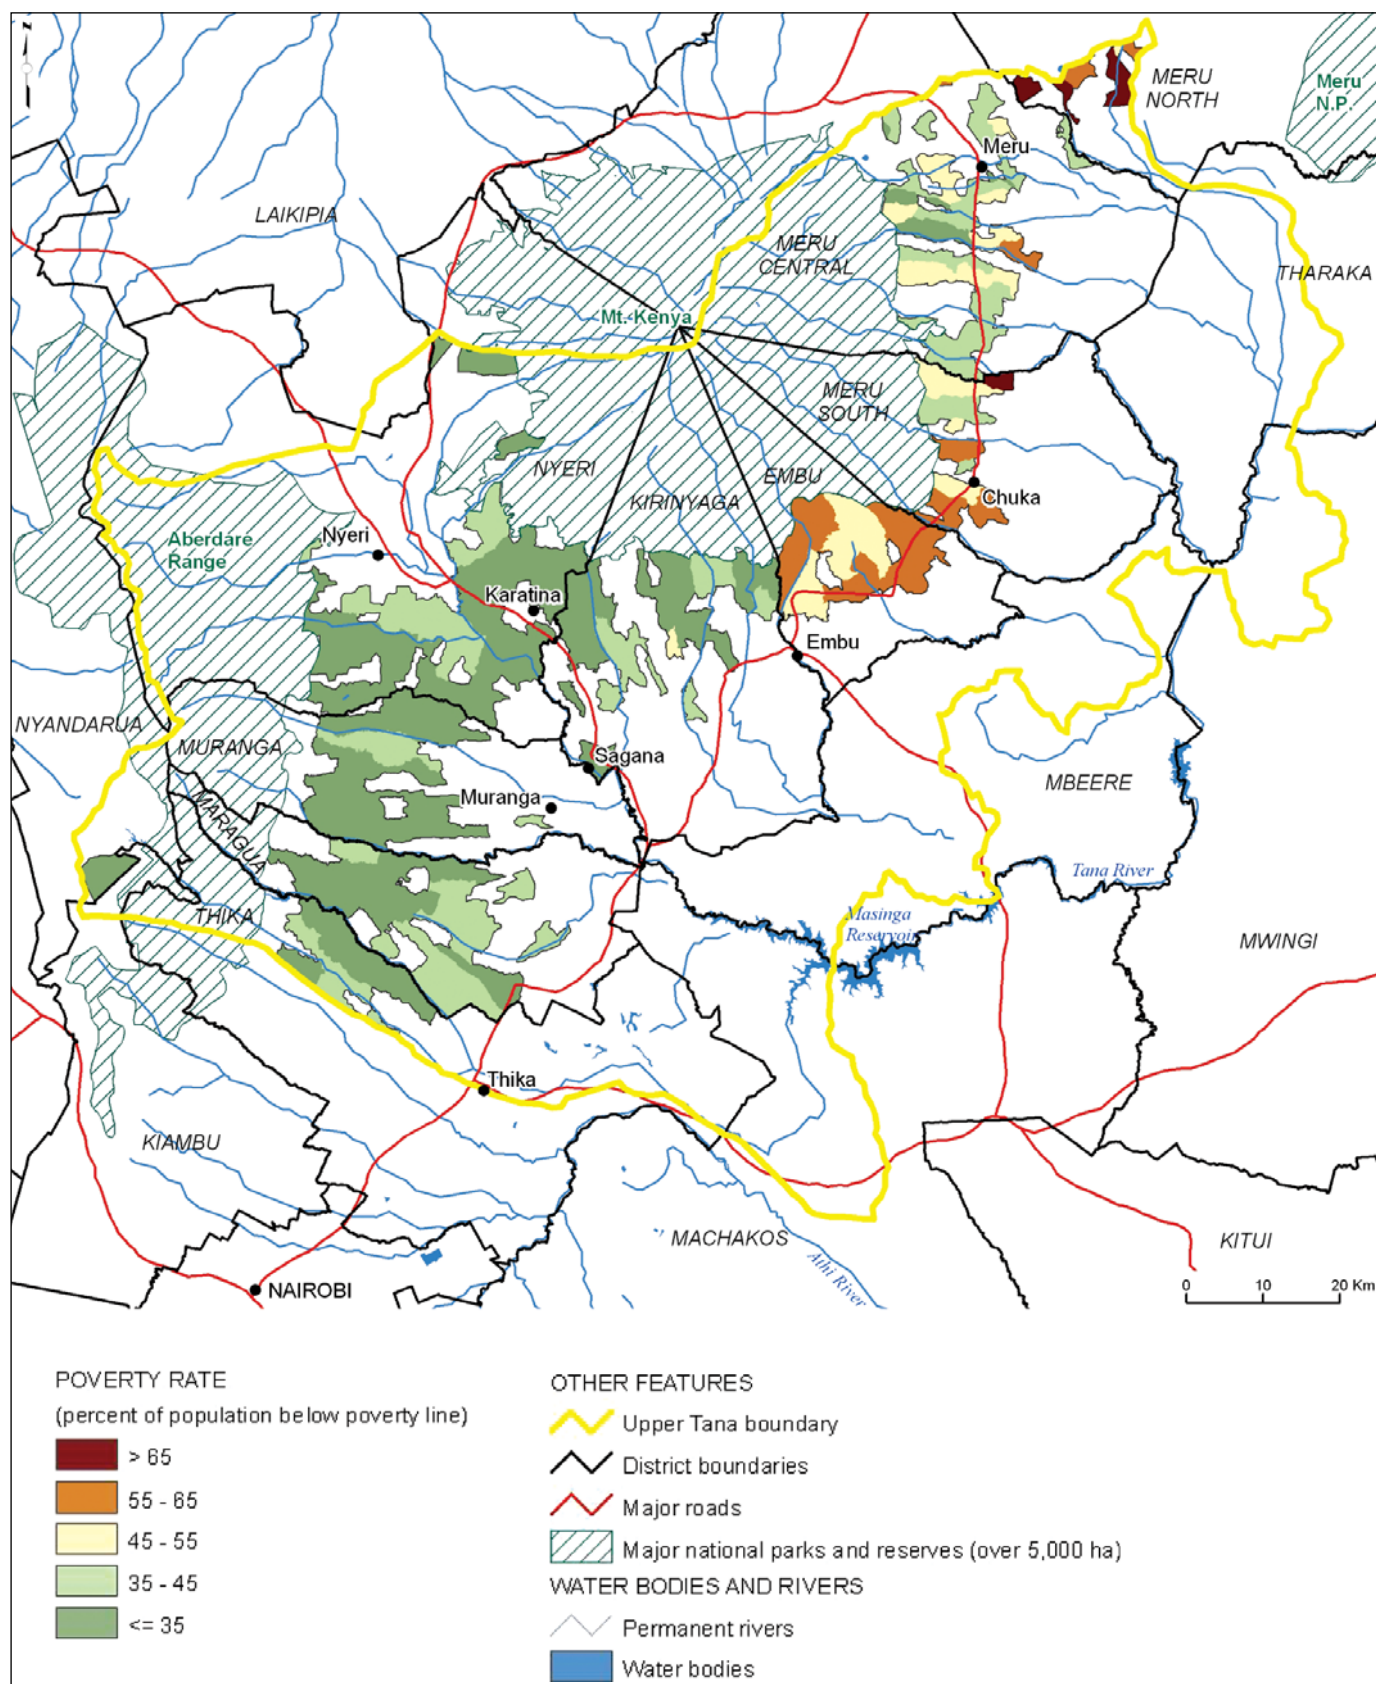 N
MERU
NORTH
Meru
N.P.
Meru
LAIKIPIA
MERU
CENTRAL
THARAKA
Mt. Kenya
MERU
SOUTH
NYERI
EMBU
KIRINYAGA
Chuka
Nyeri
Aberdare
Range
Karatina
Embu
NYANDARUA
MURANGA
Sagana
MBEERE
Muranga
MARAGUA
Tana River
THIKA
Masinga
Reservoir
MWINGI
Thika
KIAMBU
MACHAKOS
KITUI
Athi River
NAIROBI
0 10 20 Km
POVERTY RATE
(percent of population below poverty line)
> 65
55 - 65
45 - 55
35 - 45
<= 35
OTHER FEATURES
Upper Tana boundary
District boundaries
Major roads
Major national parks and reserves (over 5,000 ha)
WATER BODIES AND RIVERS
Permanent rivers
Water bodies